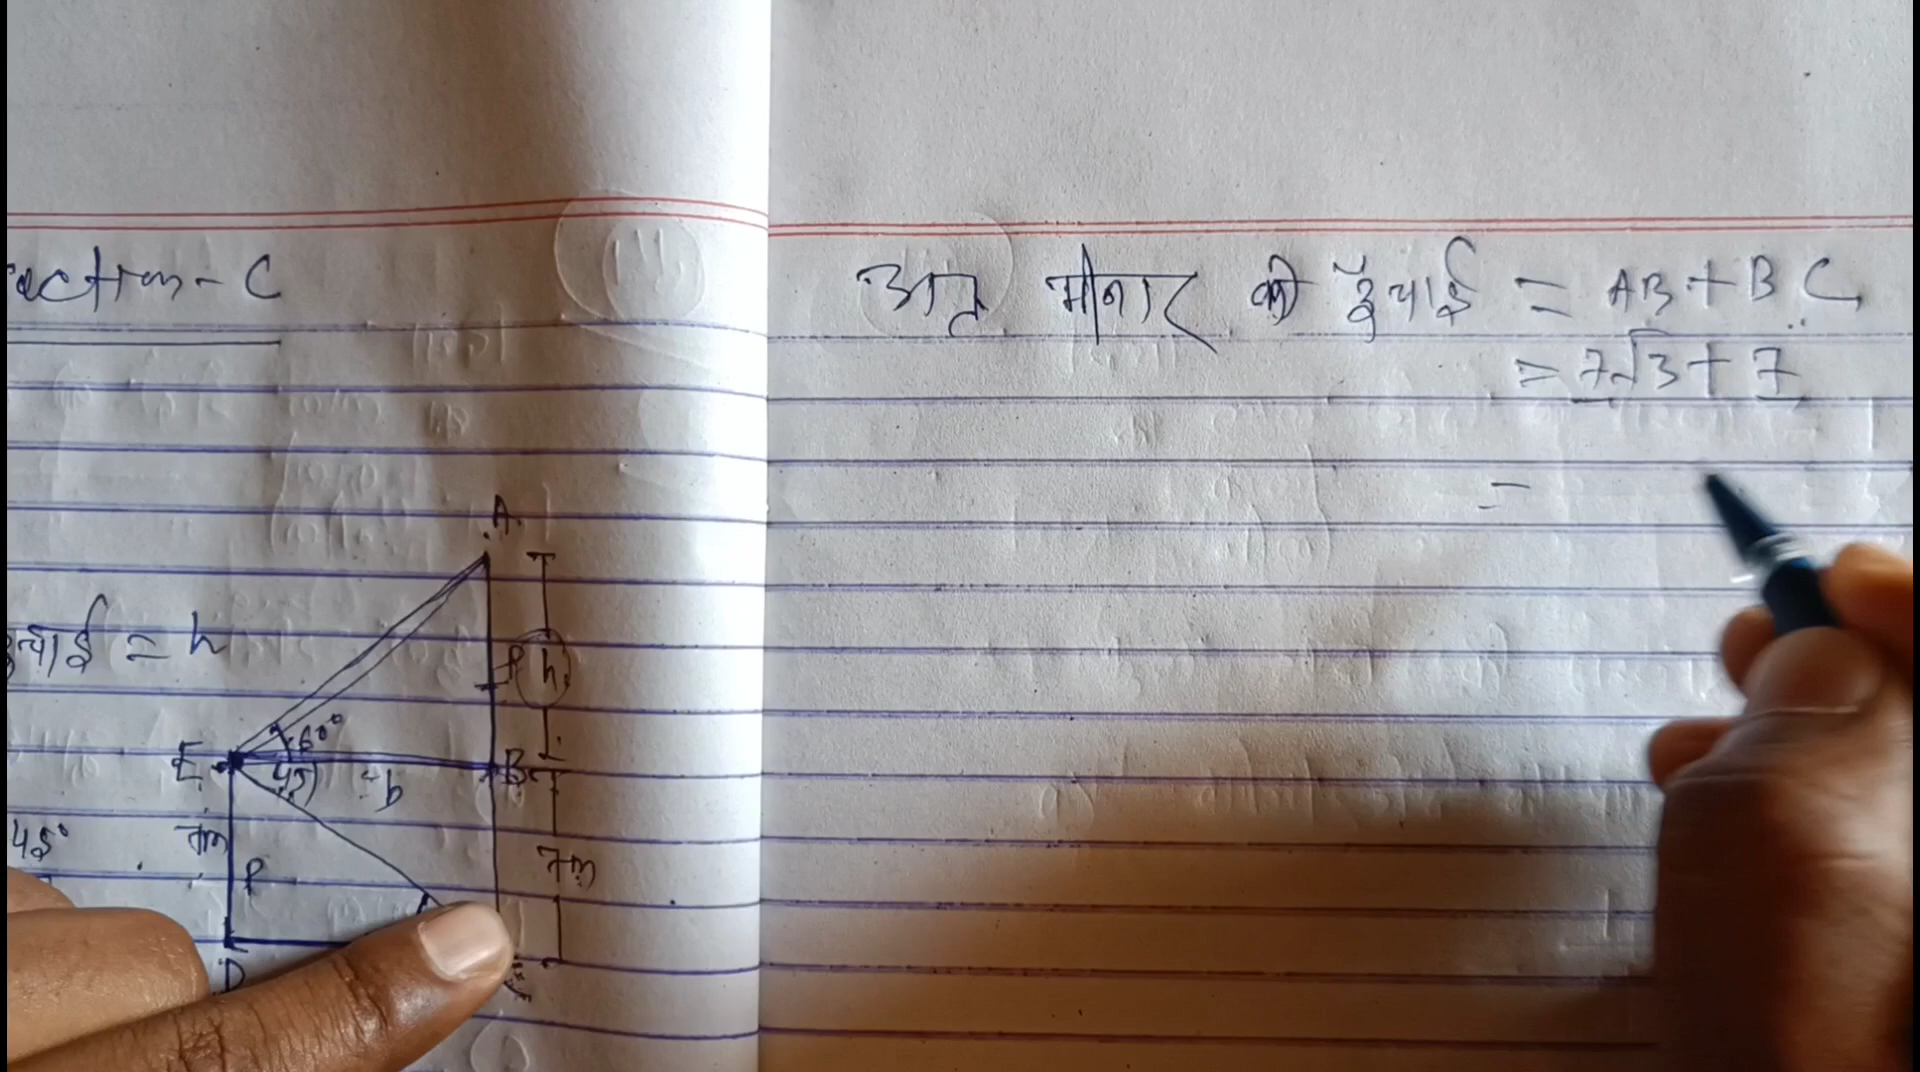 ection - C
अतः मीनार की ऊँचाई = AB + BC
= 7√3 + 7
=
A
ऊँचाई = h
P h
60°
E B
45° b
7m 7m
45°
P
D C